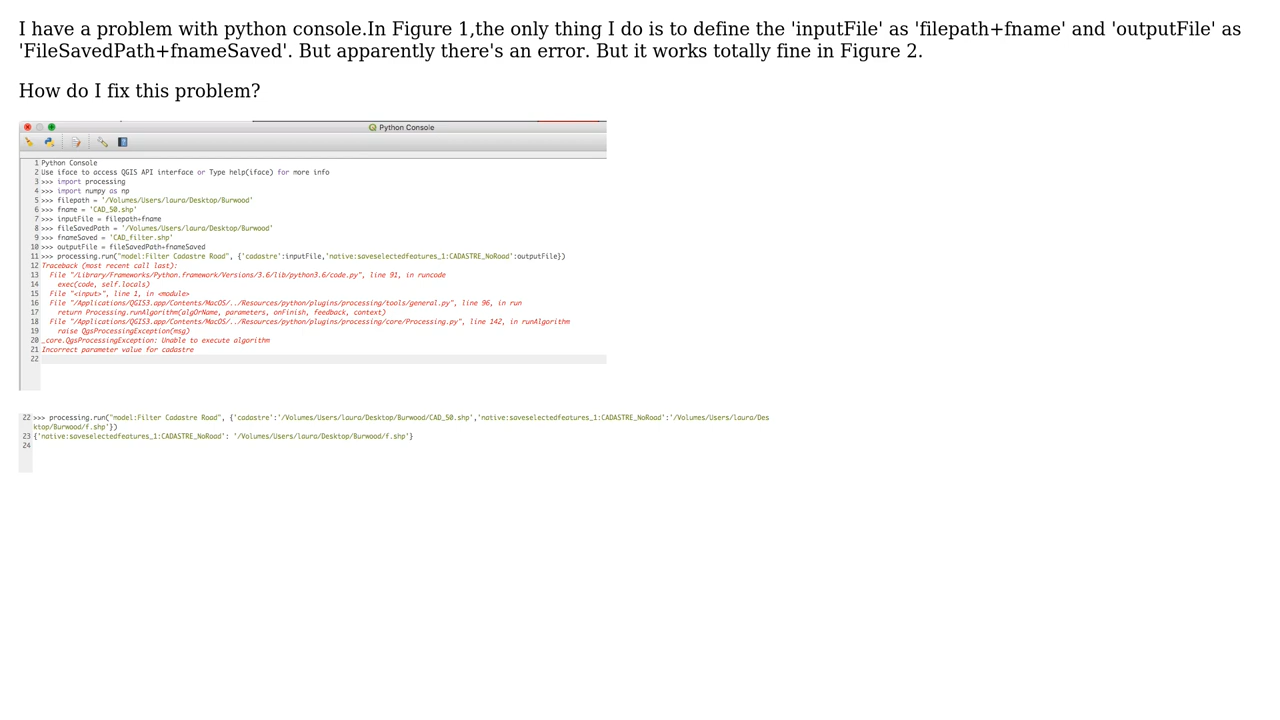 I have a problem with python console.In Figure 1,the only thing I do is to define the 'inputFile' as 'filepath+fname' and 'outputFile' as
'FileSavedPath+fnameSaved'. But apparently there's an error. But it works totally fine in Figure 2.
How do I fix this problem?
Python Console
1 Python Console
2 Use iface to access QGIS API interface or Type help(iface) for more info
3 >>> import processing
4 >>> import numpy as np
5 >>> filepath = '/Volumes/Users/laura/Desktop/Burwood'
6 >>> fname = 'CAD_50.shp'
7 >>> inputFile = filepath+fname
8 >>> fileSavedPath = '/Volumes/Users/laura/Desktop/Burwood'
9 >>> fnameSaved = 'CAD_filter.shp'
10 >>> outputFile = fileSavedPath+fnameSaved
11 >>> processing.run("model:Filter Cadastre Road", {'cadastre':inputFile,'native:saveselectedfeatures_1:CADASTRE_NoRoad':outputFile})
12 Traceback (most recent call last):
13 File "/Library/Frameworks/Python.framework/Versions/3.6/lib/python3.6/code.py", line 91, in runcode
14 exec(code, self.locals)
15 File "<input>", line 1, in <module>
16 File "/Applications/QGIS3.app/Contents/MacOS/../Resources/python/plugins/processing/tools/general.py", line 96, in run
17 return Processing.runAlgorithm(algOrName, parameters, onFinish, feedback, context)
18 File "/Applications/QGIS3.app/Contents/MacOS/../Resources/python/plugins/processing/core/Processing.py", line 142, in runAlgorithm
19 raise QgsProcessingException(msg)
20 _core.QgsProcessingException: Unable to execute algorithm
21 Incorrect parameter value for cadastre
22
22 >>> processing.run("model:Filter Cadastre Road", {'cadastre':'/Volumes/Users/laura/Desktop/Burwood/CAD_50.shp','native:saveselectedfeatures_1:CADASTRE_NoRoad':'/Volumes/Users/laura/Des
ktop/Burwood/f.shp'})
23 {'native:saveselectedfeatures_1:CADASTRE_NoRoad': '/Volumes/Users/laura/Desktop/Burwood/f.shp'}
24